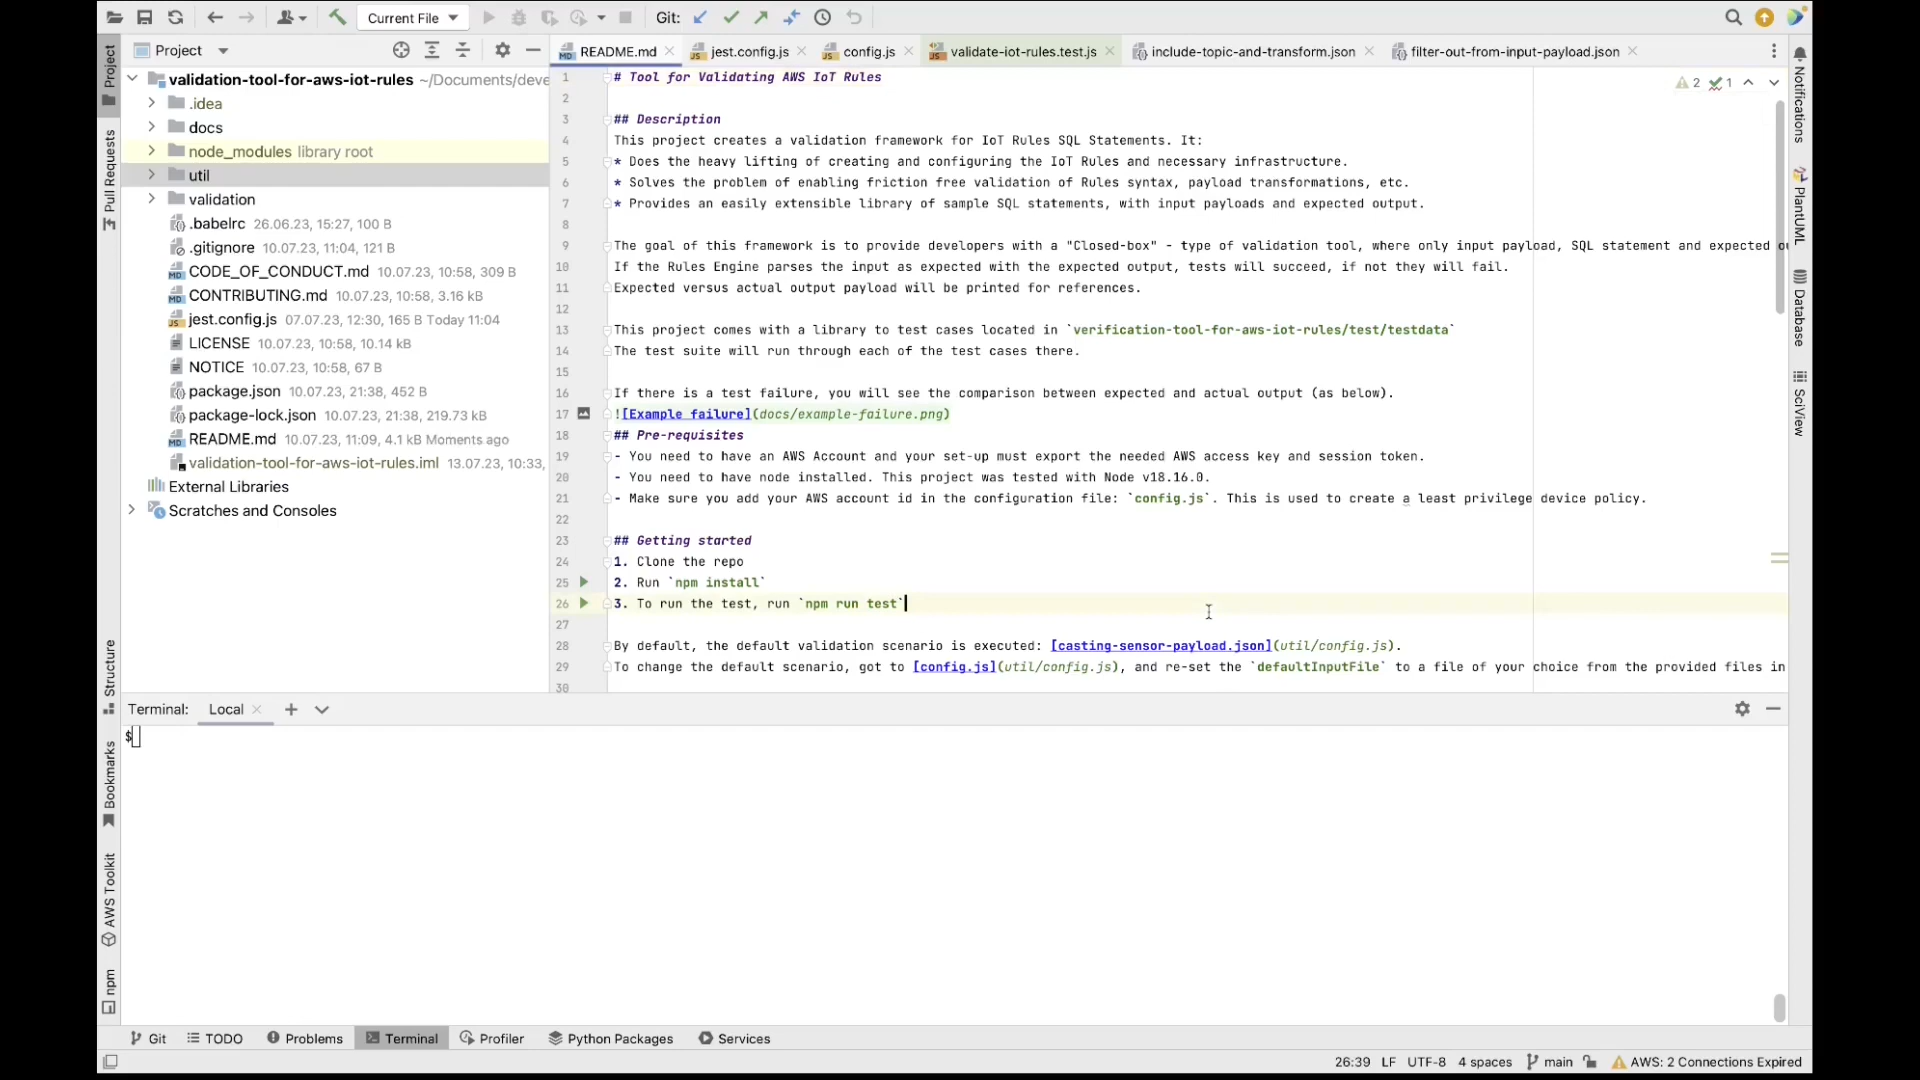 Current File
Git:
Project
README.md
jest.config.js
config.js
validate-iot-rules.test.js
include-topic-and-transform.json
filter-out-from-input-payload.json
Project
Pull Requests
Structure
Bookmarks
AWS Toolkit
npm
validation-tool-for-aws-iot-rules ~/Documents/deve
.idea
docs
node_modules library root
util
validation
.babelrc 26.06.23, 15:27, 100 B
.gitignore 10.07.23, 11:04, 121 B
CODE_OF_CONDUCT.md 10.07.23, 10:58, 309 B
CONTRIBUTING.md 10.07.23, 10:58, 3.16 kB
jest.config.js 07.07.23, 12:30, 165 B Today 11:04
LICENSE 10.07.23, 10:58, 10.14 kB
NOTICE 10.07.23, 10:58, 67 B
package.json 10.07.23, 21:38, 452 B
package-lock.json 10.07.23, 21:38, 219.73 kB
README.md 10.07.23, 11:09, 4.1 kB Moments ago
validation-tool-for-aws-iot-rules.iml 13.07.23, 10:33,
External Libraries
Scratches and Consoles
1 # Tool for Validating AWS IoT Rules
2
3 ## Description
4 This project creates a validation framework for IoT Rules SQL Statements. It:
5 * Does the heavy lifting of creating and configuring the IoT Rules and necessary infrastructure.
6 * Solves the problem of enabling friction free validation of Rules syntax, payload transformations, etc.
7 * Provides an easily extensible library of sample SQL statements, with input payloads and expected output.
8
9 The goal of this framework is to provide developers with a "Closed-box" - type of validation tool, where only input payload, SQL statement and expected o
10 If the Rules Engine parses the input as expected with the expected output, tests will succeed, if not they will fail.
11 Expected versus actual output payload will be printed for references.
12
13 This project comes with a library to test cases located in `verification-tool-for-aws-iot-rules/test/testdata`
14 The test suite will run through each of the test cases there.
15
16 If there is a test failure, you will see the comparison between expected and actual output (as below).
17 ![Example failure](docs/example-failure.png)
18 ## Pre-requisites
19 - You need to have an AWS Account and your set-up must export the needed AWS access key and session token.
20 - You need to have node installed. This project was tested with Node v18.16.0.
21 - Make sure you add your AWS account id in the configuration file: `config.js`. This is used to create a least privilege device policy.
22
23 ## Getting started
24 1. Clone the repo
25 2. Run `npm install`
26 3. To run the test, run `npm run test`
27
28 By default, the default validation scenario is executed: [casting-sensor-payload.json](util/config.js).
29 To change the default scenario, got to [config.js](util/config.js), and re-set the `defaultInputFile` to a file of your choice from the provided files in
30
2 1
Notifications
PlantUML
Database
SciView
Terminal: Local
$
Git
TODO
Problems
Terminal
Profiler
Python Packages
Services
26:39 LF UTF-8 4 spaces main AWS: 2 Connections Expired